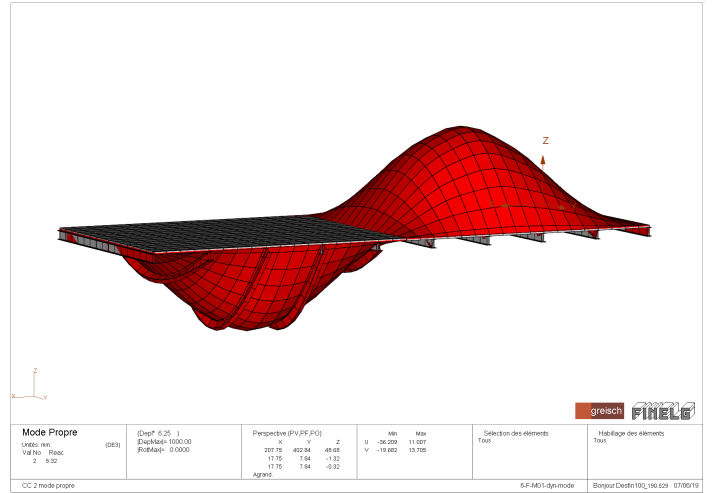 Z
Z
X
Y
greisch FINELG
Mode Propre
Unités: mm. (DE3)
Val No Reac
2 5.32
(Depl* 6.25 )
|DeplMax|= 1000.00
|RotMax|= 0.0000
Perspective (PV,PF,PO)
X Y Z
207.75 402.84 48.68
17.75 7.84 -1.32
17.75 7.84 -0.32
Agrand.
Min Max
U -36.209 11.007
V -19.682 13.705
Sélection des éléments
Tous
Habillage des éléments
Tous
CC 2 mode propre
6-F-M01-dyn-mode
Bonjour Desfin100_190.529 07/06/19